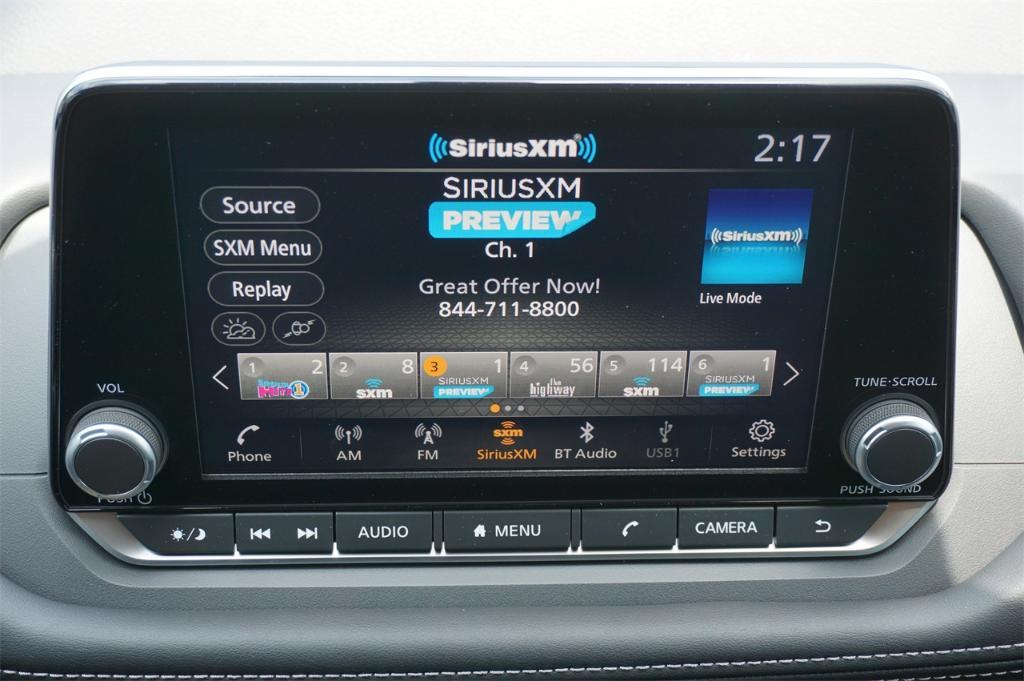 SiriusXM
2:17
Source
SXM Menu
Replay
SIRIUSXM
PREVIEW
Ch. 1
Great Offer Now!
844-711-8800
SiriusXM
Live Mode
1 2
2 8 sxm
3 1 SIRIUSXM PREVIEW
4 56 the highway
5 114 sxm
6 1 SIRIUSXM PREVIEW
Phone
AM
FM
sxm
SiriusXM
BT Audio
USB1
Settings
VOL
PUSH
TUNE·SCROLL
PUSH SOUND
AUDIO
MENU
CAMERA